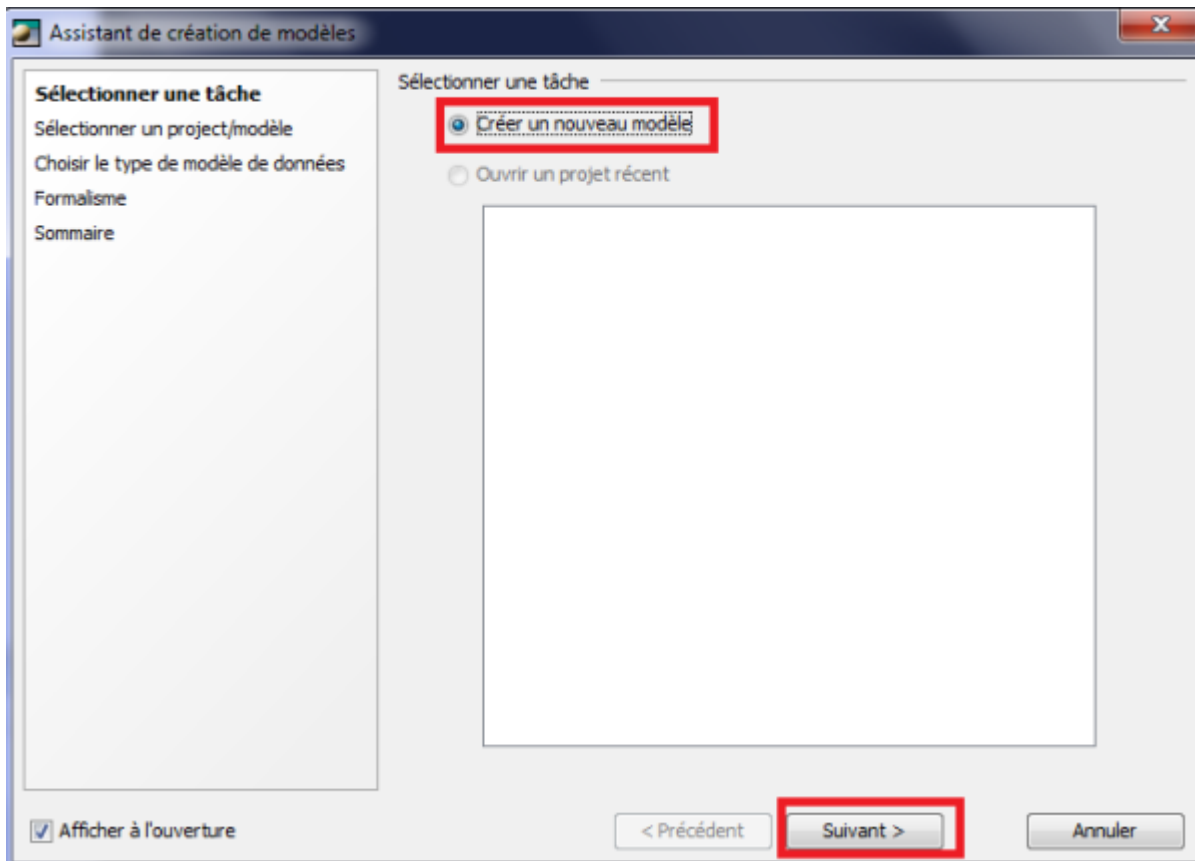 Assistant de création de modèles
Sélectionner une tâche
Sélectionner un project/modèle
Choisir le type de modèle de données
Formalisme
Sommaire
Sélectionner une tâche
Créer un nouveau modèle
Ouvrir un projet récent
Afficher à l'ouverture
< Précédent
Suivant >
Annuler